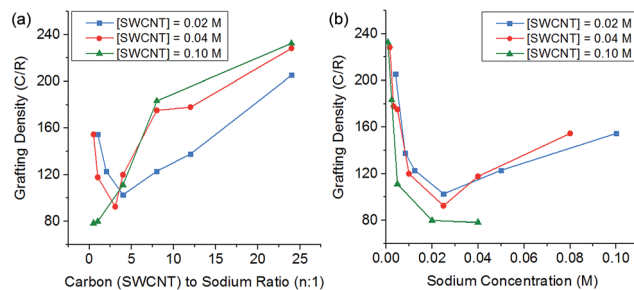 (a)
[SWCNT] = 0.02 M
[SWCNT] = 0.04 M
[SWCNT] = 0.10 M
Grafting Density (C/R)
240
200
160
120
80
0 5 10 15 20 25
Carbon (SWCNT) to Sodium Ratio (n:1)
(b)
[SWCNT] = 0.02 M
[SWCNT] = 0.04 M
[SWCNT] = 0.10 M
Grafting Density (C/R)
240
200
160
120
80
0.00 0.02 0.04 0.06 0.08 0.10
Sodium Concentration (M)